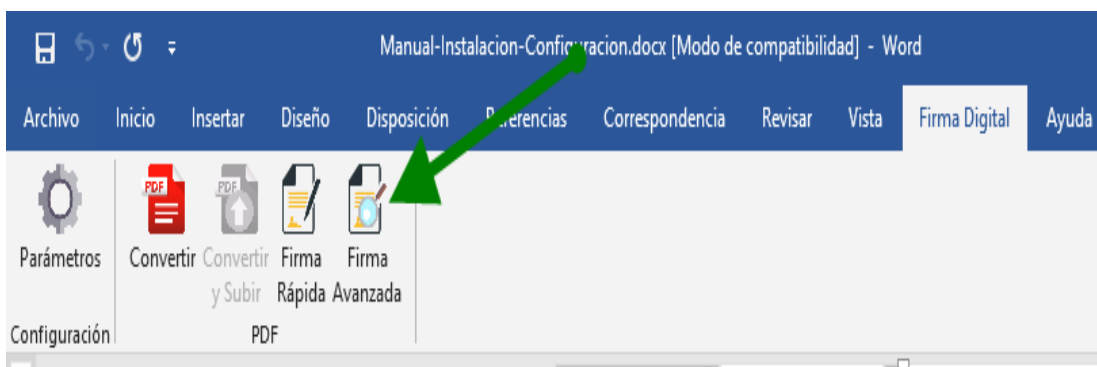 Manual-Instalacion-Configuracion.docx [Modo de compatibilidad] - Word
Archivo Inicio Insertar Diseño Disposición Referencias Correspondencia Revisar Vista Firma Digital Ayuda
PDF PDF
Parámetros Convertir Convertir Firma Firma
y Subir Rápida Avanzada
Configuración PDF